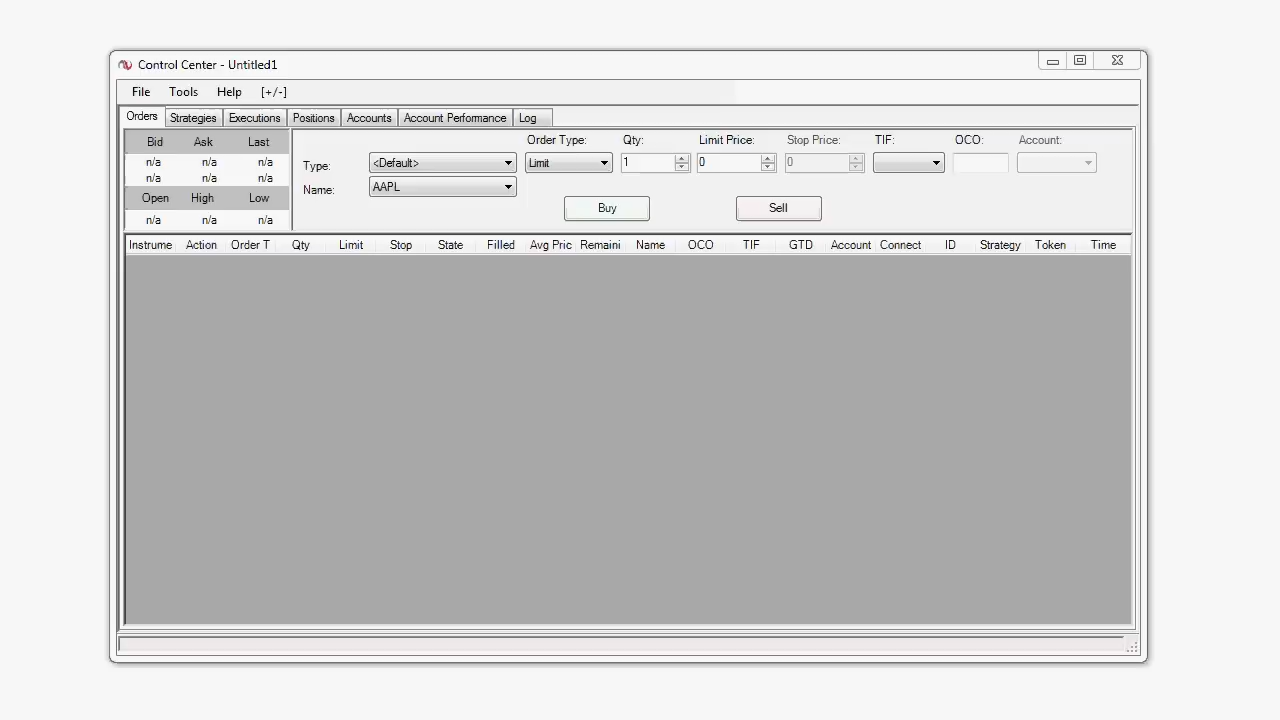 Control Center - Untitled1
File Tools Help [+/-]
Orders Strategies Executions Positions Accounts Account Performance Log
Bid Ask Last
n/a n/a n/a
n/a n/a n/a
Open High Low
n/a n/a n/a
Order Type: Qty: Limit Price: Stop Price: TIF: OCO: Account:
Type: <Default> Limit 1 0 0
Name: AAPL
Buy Sell
Instrume Action Order T Qty Limit Stop State Filled Avg Pric Remaini Name OCO TIF GTD Account Connect ID Strategy Token Time